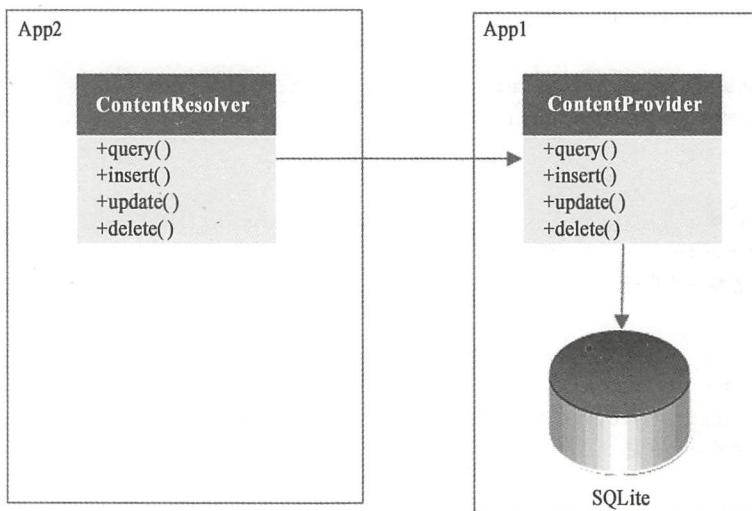 App2
ContentResolver
+query()
+insert()
+update()
+delete()
App1
ContentProvider
+query()
+insert()
+update()
+delete()
SQLite